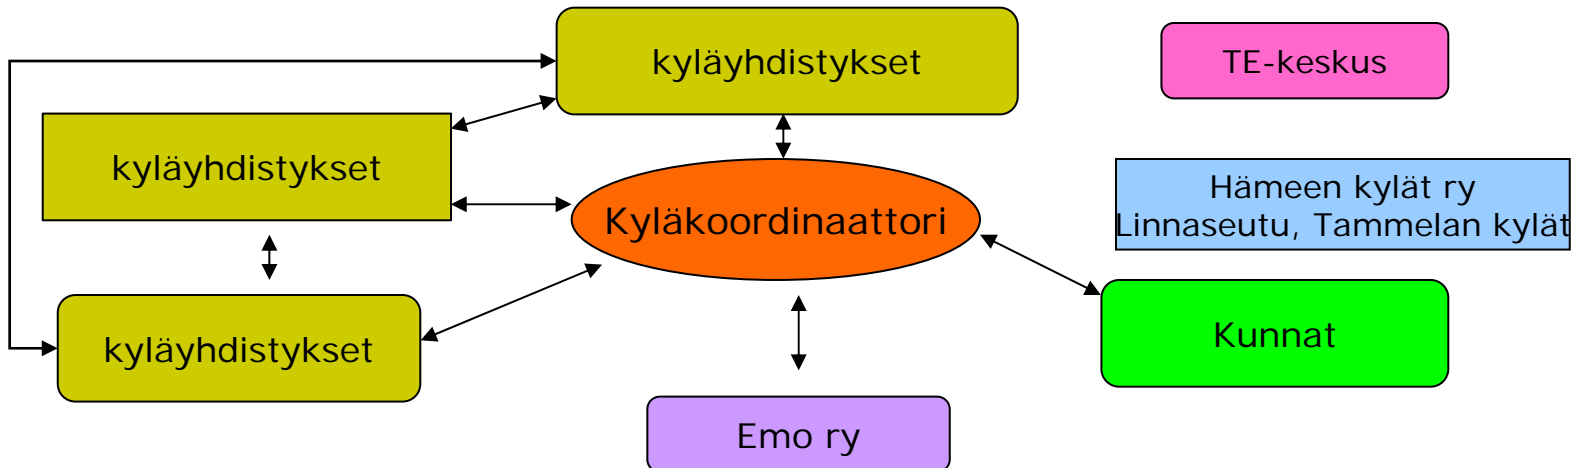 kyläyhdistykset
TE-keskus
kyläyhdistykset
Hämeen kylät ry
Linnaseutu, Tammelan kylät
Kyläkoordinaattori
kyläyhdistykset
Kunnat
Emo ry